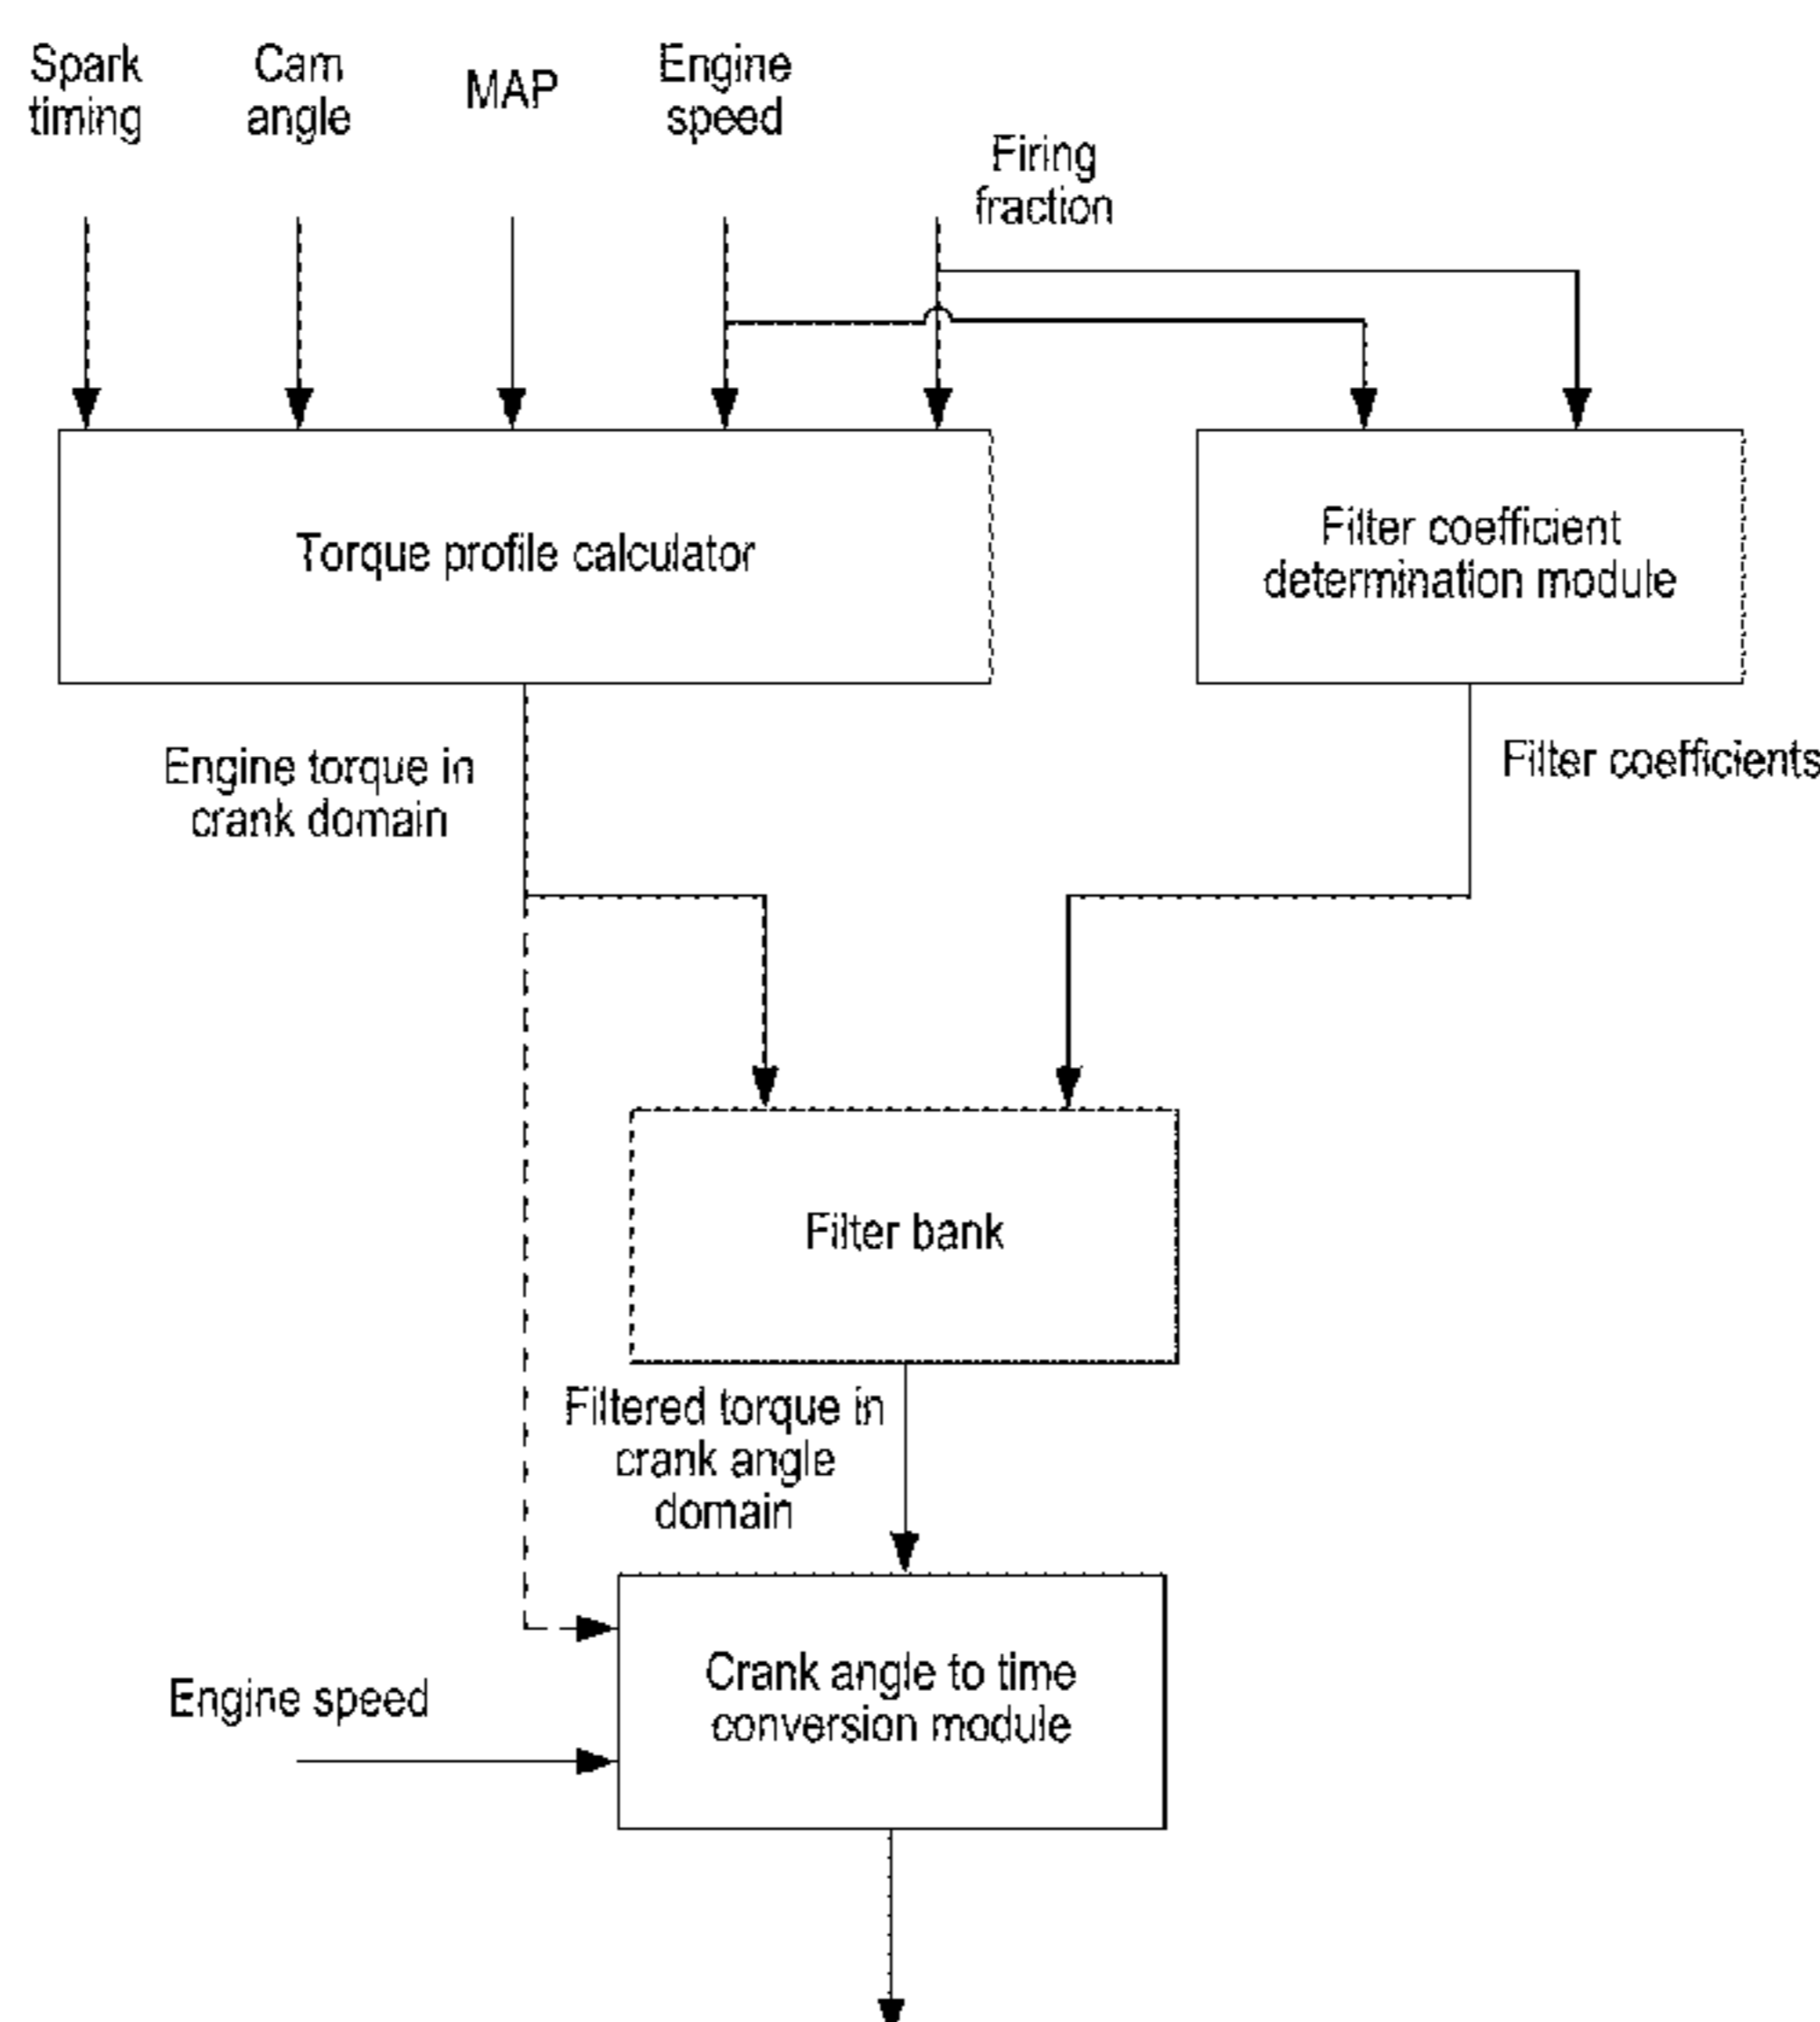 Spark
timing
Cam
angle
MAP
Engine
speed
Firing
fraction
Torque profile calculator
Filter coefficient
determination module
Engine torque in
crank domain
Filter coefficients
Filter bank
Filtered torque in
crank angle
domain
Engine speed
Crank angle to time
conversion module